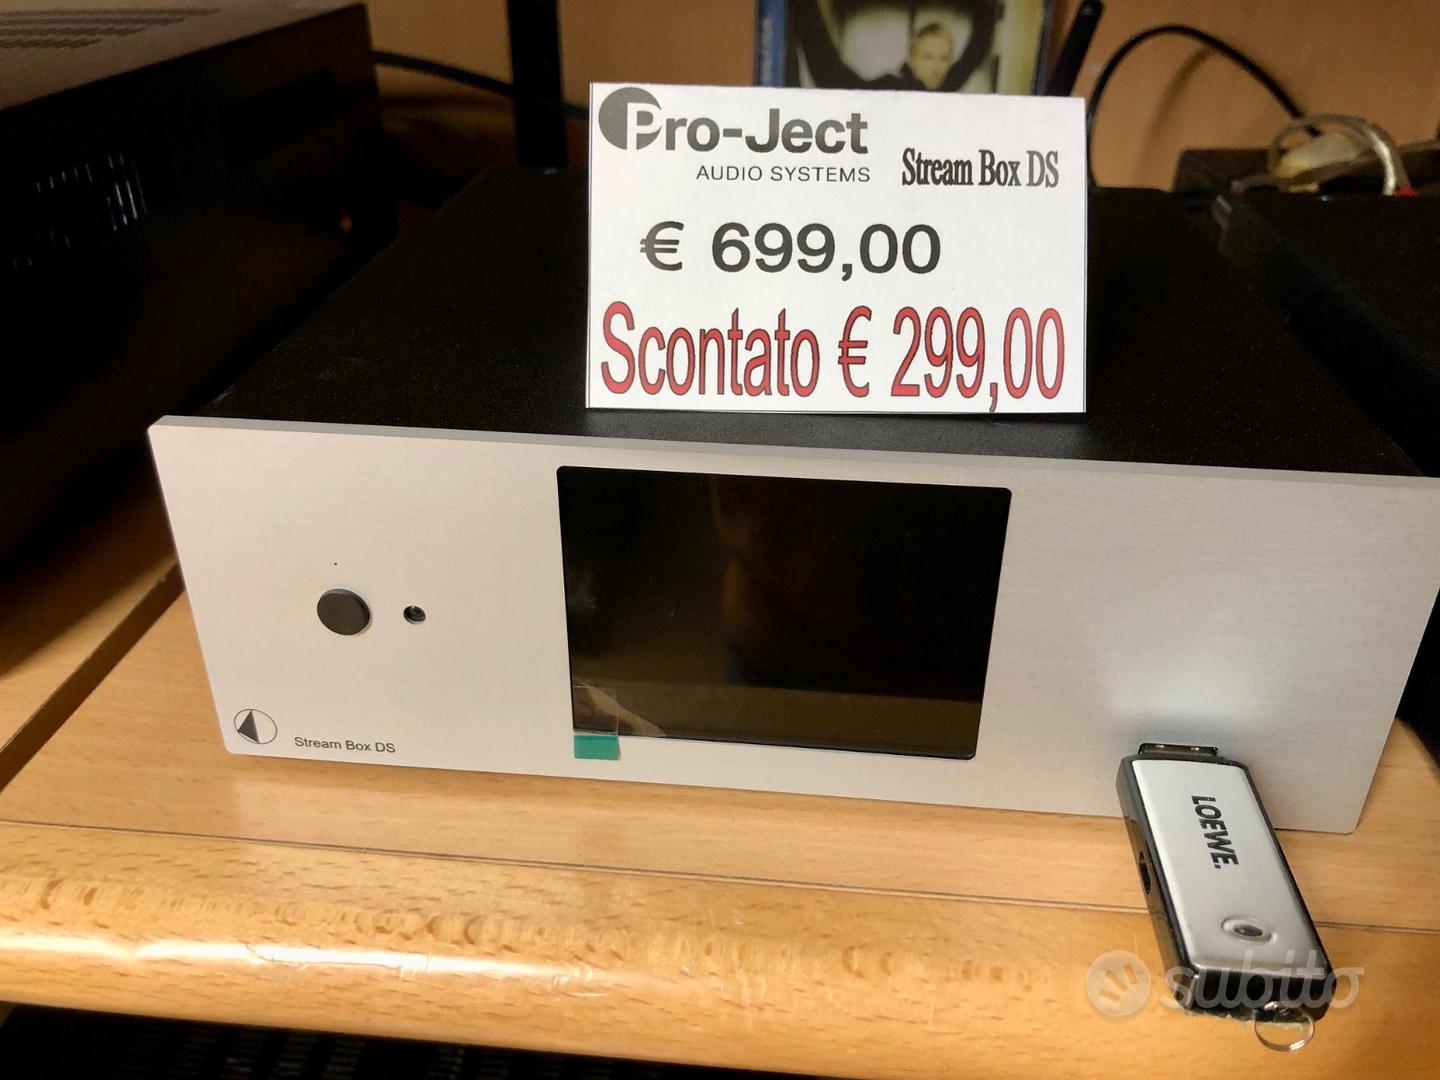 Pro-Ject
AUDIO SYSTEMS
Stream Box DS
€ 699,00
Scontato € 299,00
Stream Box DS
LOEWE.
subito